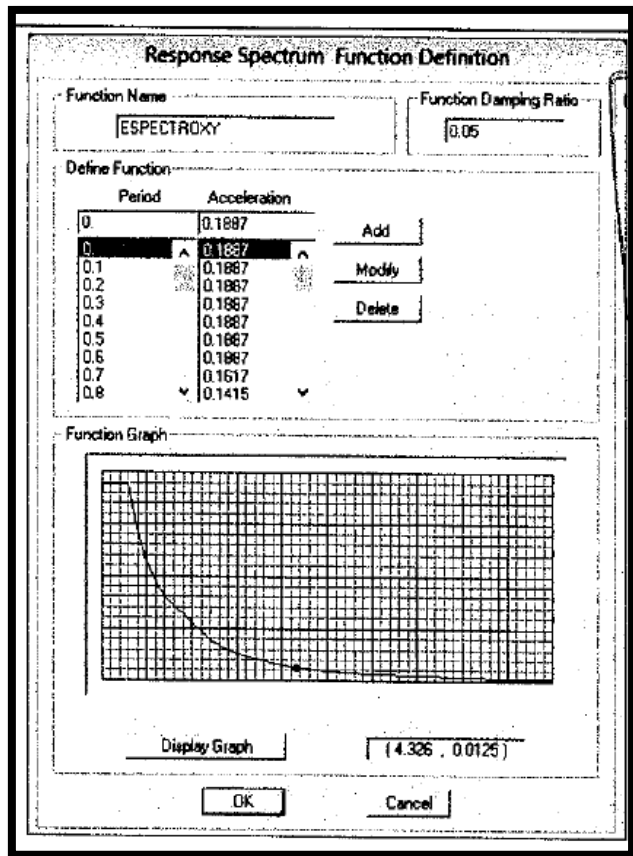 Response Spectrum Function Definition
Function Name
Function Damping Ratio
ESPECTROXY
0.05
Define Function
Period Acceleration
0. 0.1887
Add
0. 0.1887
0.1 0.1887
Modify
0.2 0.1887
0.3 0.1887
Delete
0.4 0.1887
0.5 0.1887
0.6 0.1887
0.7 0.1617
0.8 0.1415
Function Graph
Display Graph
(4.326 , 0.0125)
OK
Cancel